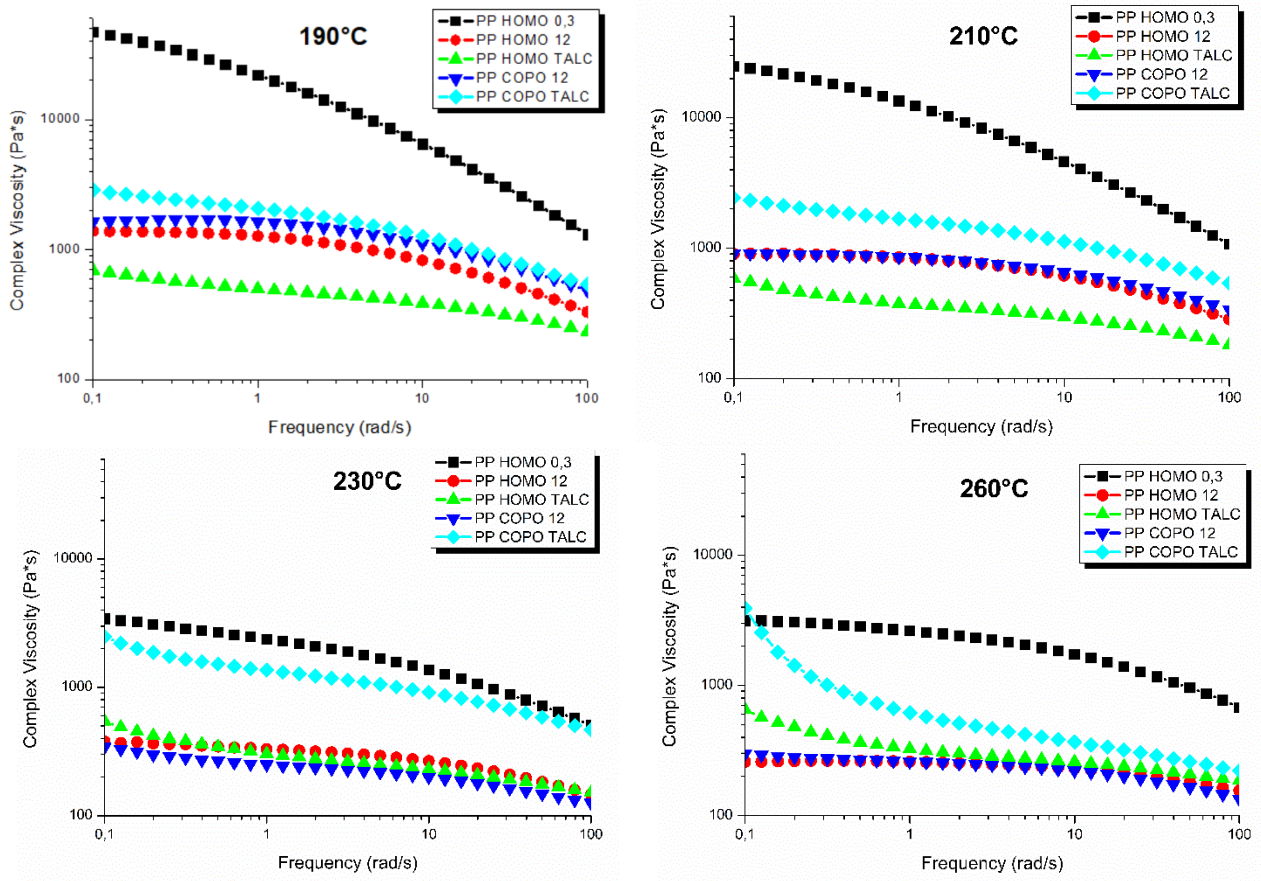 190°C
PP HOMO 0,3
PP HOMO 12
PP HOMO TALC
PP COPO 12
PP COPO TALC
Complex Viscosity (Pa*s)
10000
1000
100
0,1
1
10
100
Frequency (rad/s)
210°C
PP HOMO 0,3
PP HOMO 12
PP HOMO TALC
PP COPO 12
PP COPO TALC
Complex Viscosity (Pa*s)
10000
1000
100
0,1
1
10
100
Frequency (rad/s)
230°C
PP HOMO 0,3
PP HOMO 12
PP HOMO TALC
PP COPO 12
PP COPO TALC
Complex Viscosity (Pa*s)
10000
1000
100
0,1
1
10
100
Frequency (rad/s)
260°C
PP HOMO 0,3
PP HOMO 12
PP HOMO TALC
PP COPO 12
PP COPO TALC
Complex Viscosity (Pa*s)
10000
1000
100
0,1
1
10
100
Frequency (rad/s)